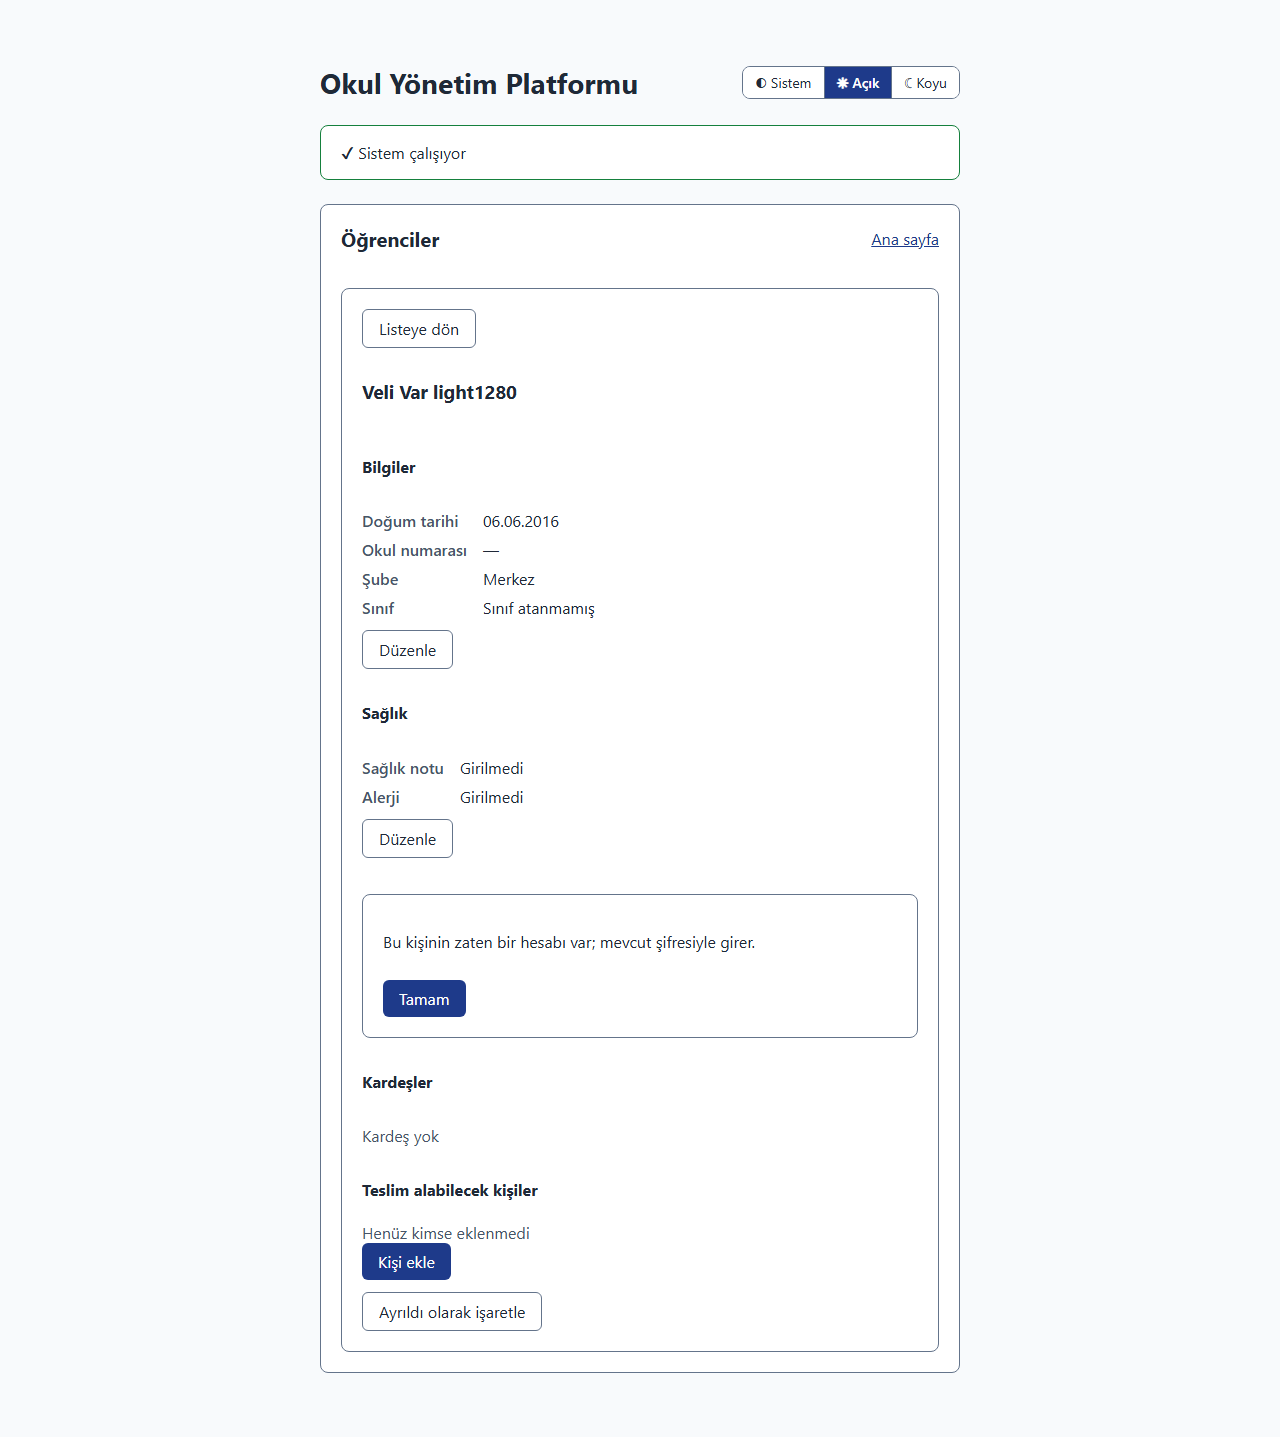 Okul Yönetim Platformu
◐ Sistem
❋ Açık
☾ Koyu
✓ Sistem çalışıyor
Öğrenciler
Ana sayfa
Listeye dön
Veli Var light1280
Bilgiler
Doğum tarihi 06.06.2016
Okul numarası —
Şube Merkez
Sınıf Sınıf atanmamış
Düzenle
Sağlık
Sağlık notu Girilmedi
Alerji Girilmedi
Düzenle
Bu kişinin zaten bir hesabı var; mevcut şifresiyle girer.
Tamam
Kardeşler
Kardeş yok
Teslim alabilecek kişiler
Henüz kimse eklenmedi
Kişi ekle
Ayrıldı olarak işaretle